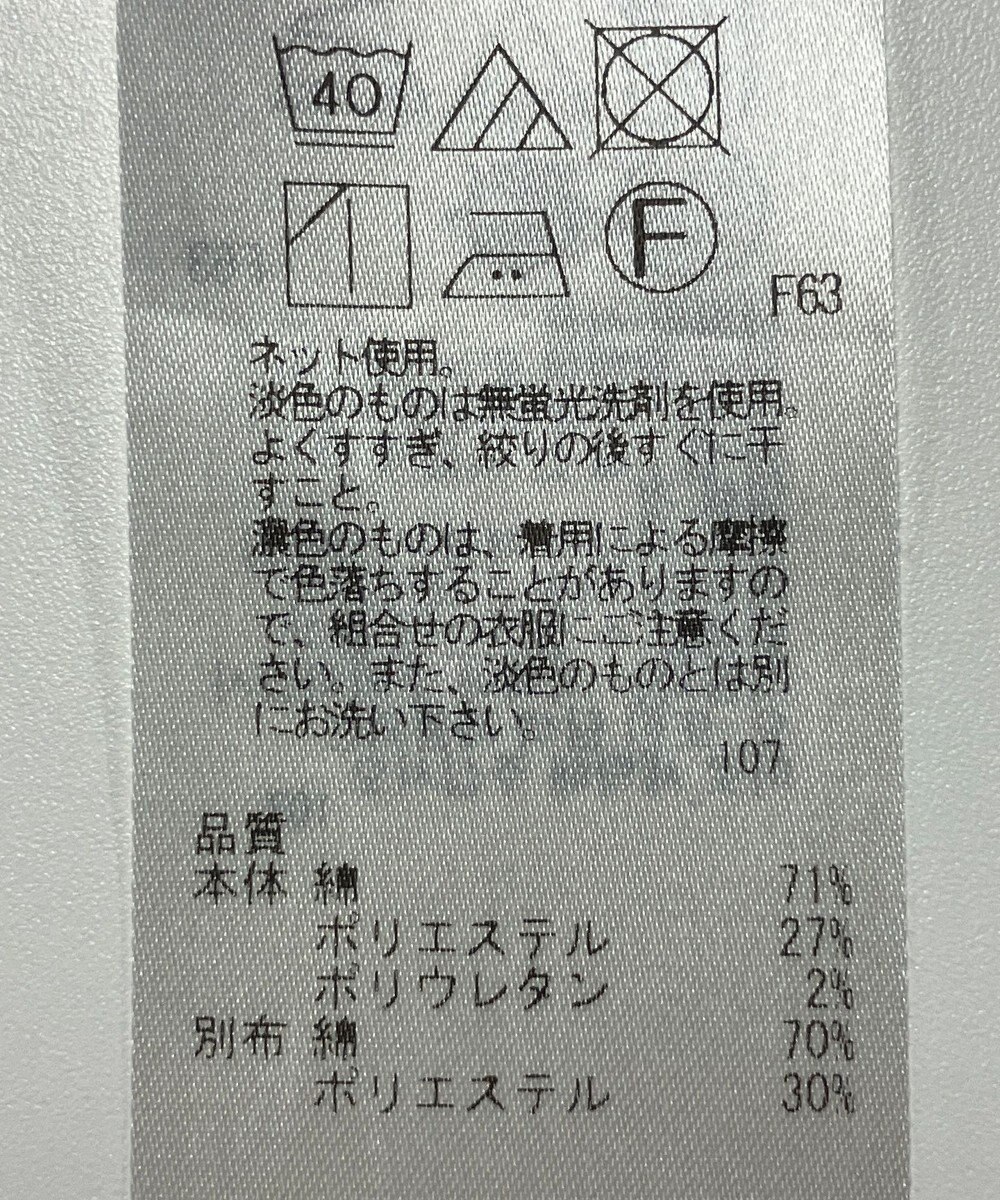 40
F
F63
ネット使用。
淡色のものは無蛍光洗剤を使用。
よくすすぎ、絞りの後すぐに干
すこと。
濃色のものは、着用による摩擦
で色落ちすることがありますの
で、組合せの衣服にご注意くだ
さい。また、淡色のものとは別
にお洗い下さい。
107
品質
本体 綿 71%
ポリエステル 27%
ポリウレタン 2%
別布 綿 70%
ポリエステル 30%